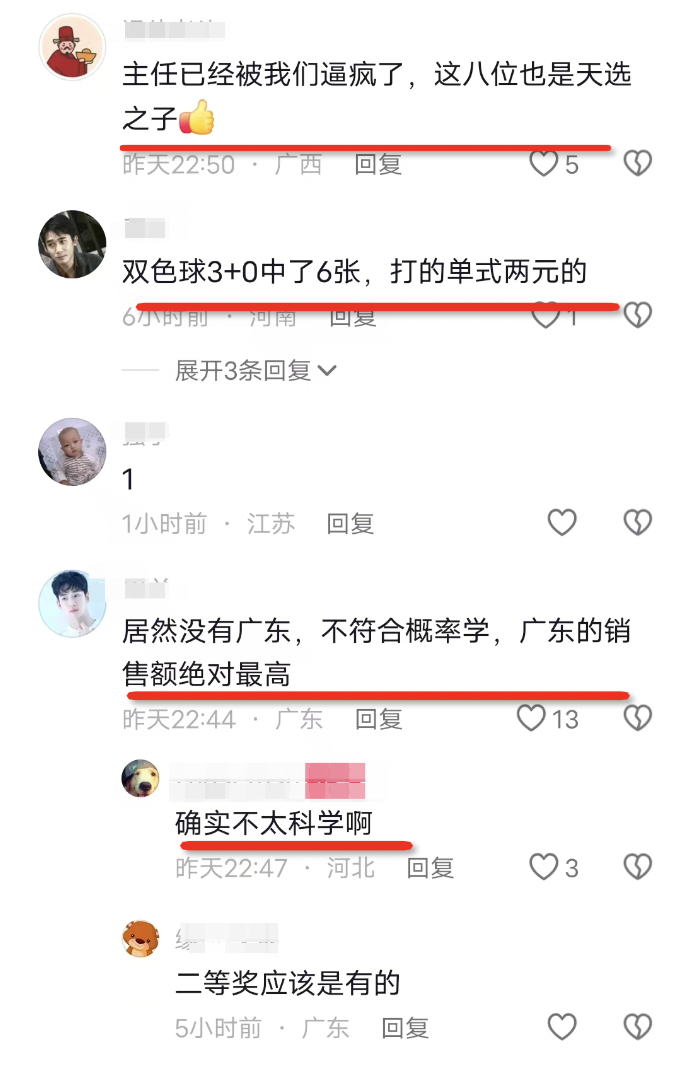 主任已经被我们逼疯了，这八位也是天选
之子👍
昨天22:50 · 广西 回复 5
双色球3+0中了6张，打的单式两元的
6小时前 · 河南 回复 1
展开3条回复
1
1小时前 · 江苏 回复
居然没有广东，不符合概率学，广东的销
售额绝对最高
昨天22:44 · 广东 回复 13
确实不太科学啊
昨天22:47 · 河北 回复 3
二等奖应该是有的
5小时前 · 广东 回复